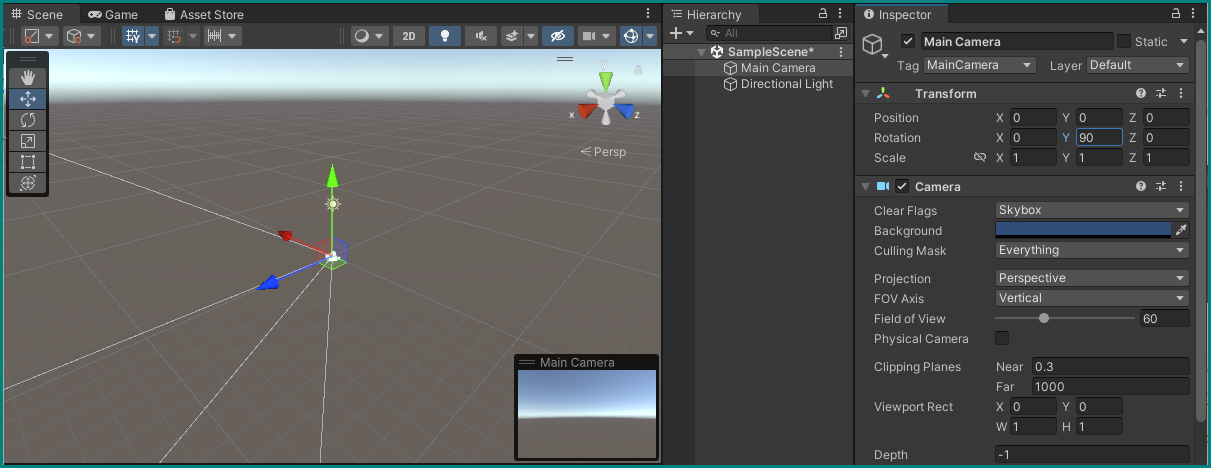 Scene Game Asset Store
2D
y
x z
Persp
Main Camera
Hierarchy
All
SampleScene*
Main Camera
Directional Light
Inspector
Main Camera Static
Tag MainCamera Layer Default
Transform
Position X 0 Y 0 Z 0
Rotation X 0 Y 90 Z 0
Scale X 1 Y 1 Z 1
Camera
Clear Flags Skybox
Background
Culling Mask Everything
Projection Perspective
FOV Axis Vertical
Field of View 60
Physical Camera
Clipping Planes Near 0.3
Far 1000
Viewport Rect X 0 Y 0
W 1 H 1
Depth -1